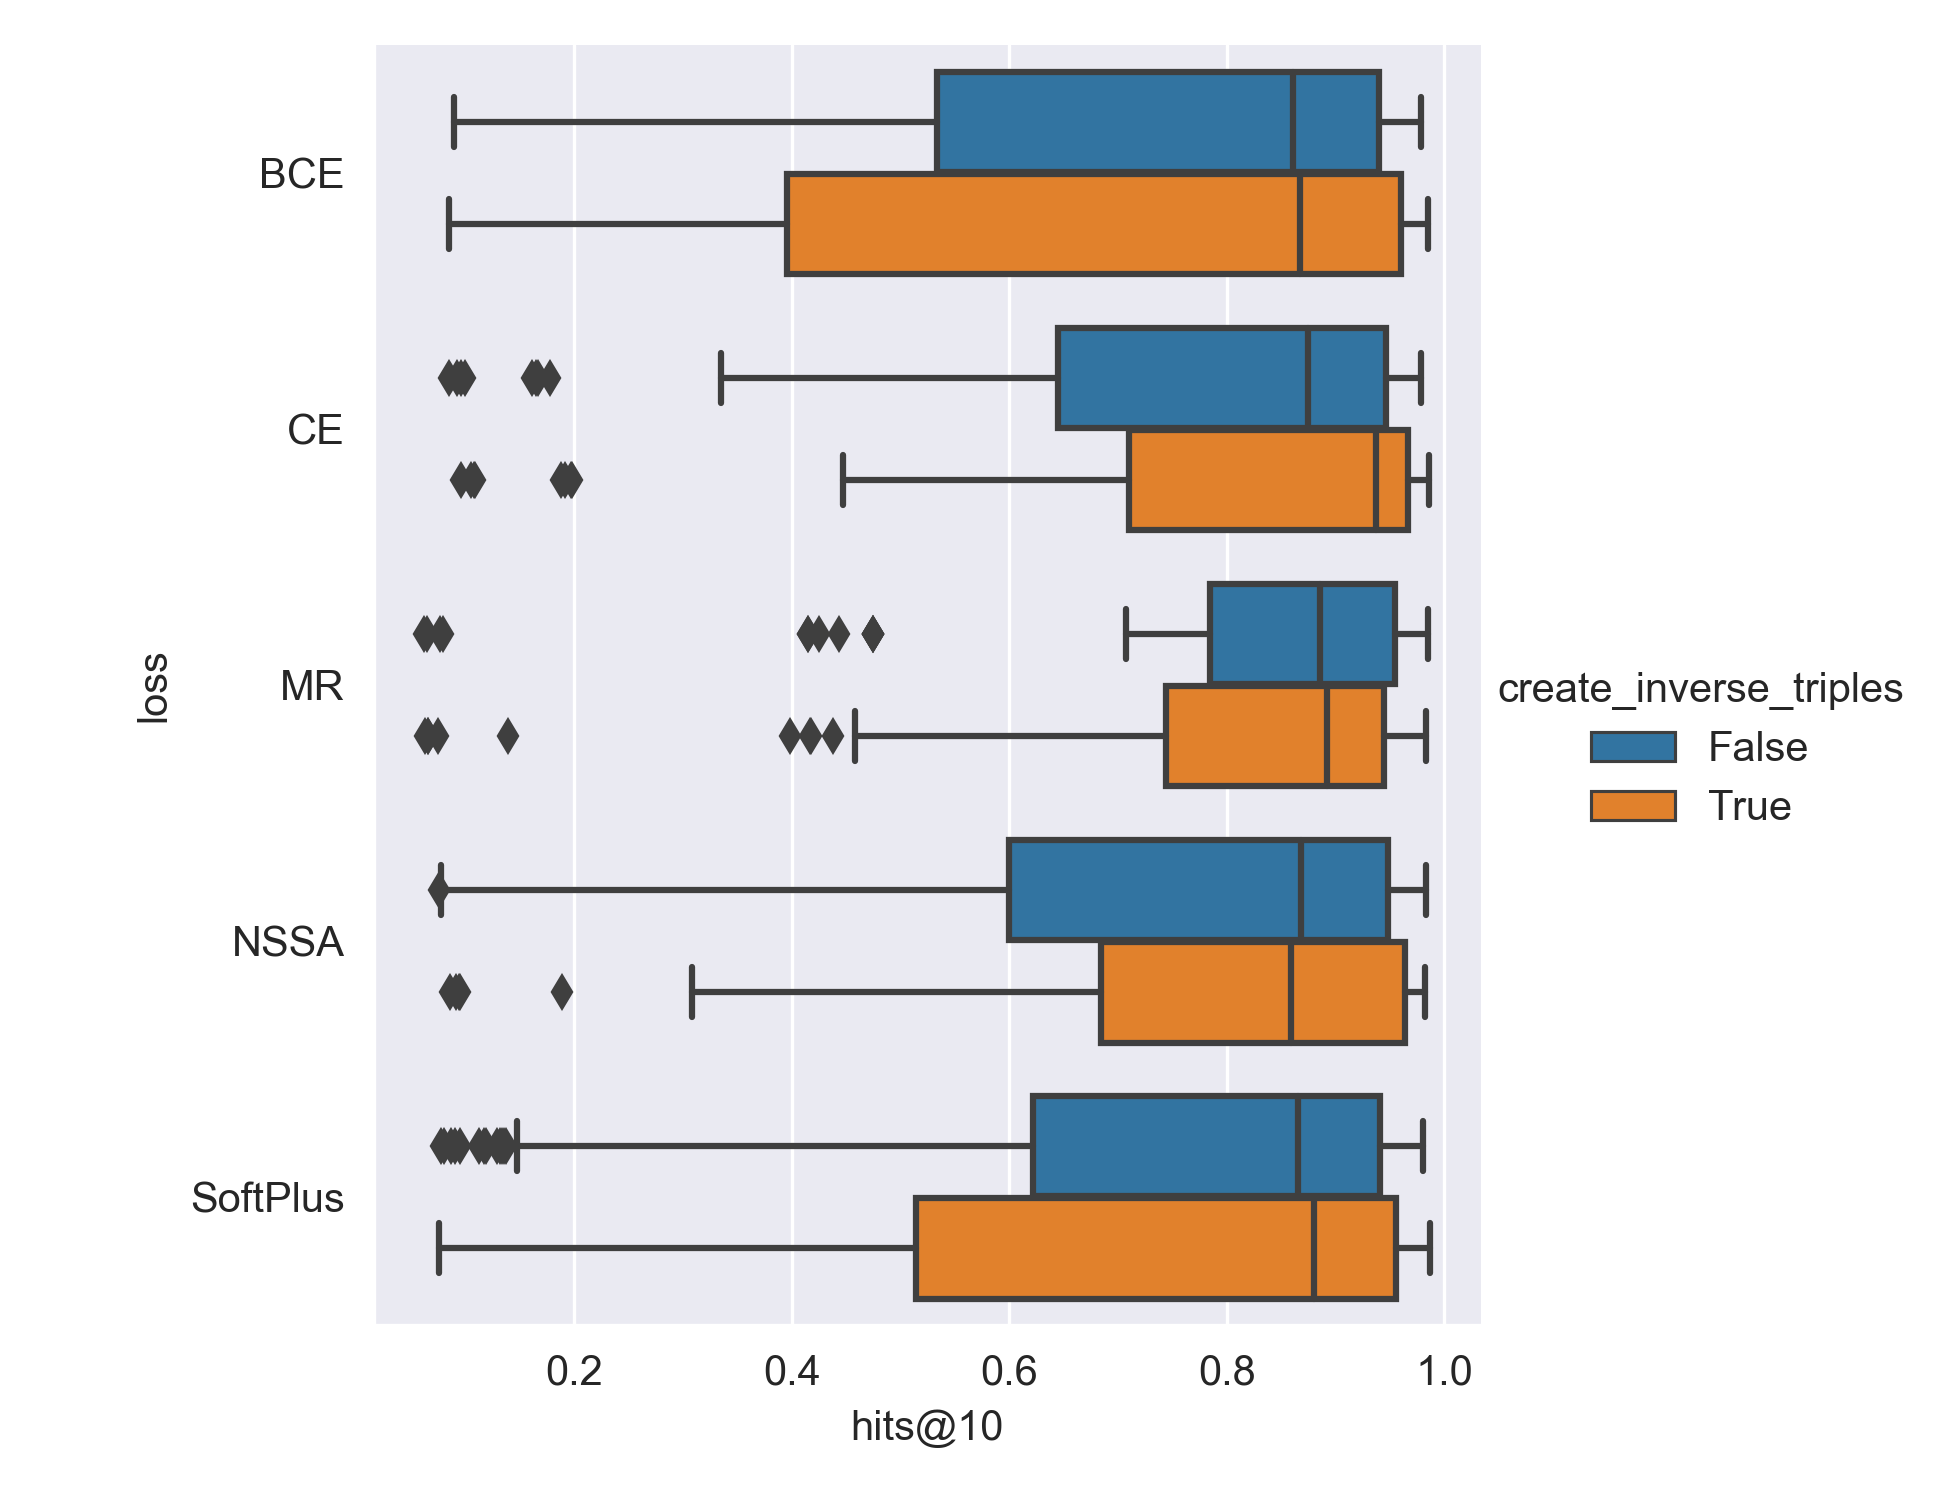 BCE
CE
MR
NSSA
SoftPlus
loss
0.2 0.4 0.6 0.8 1.0
hits@10
create_inverse_triples
False
True